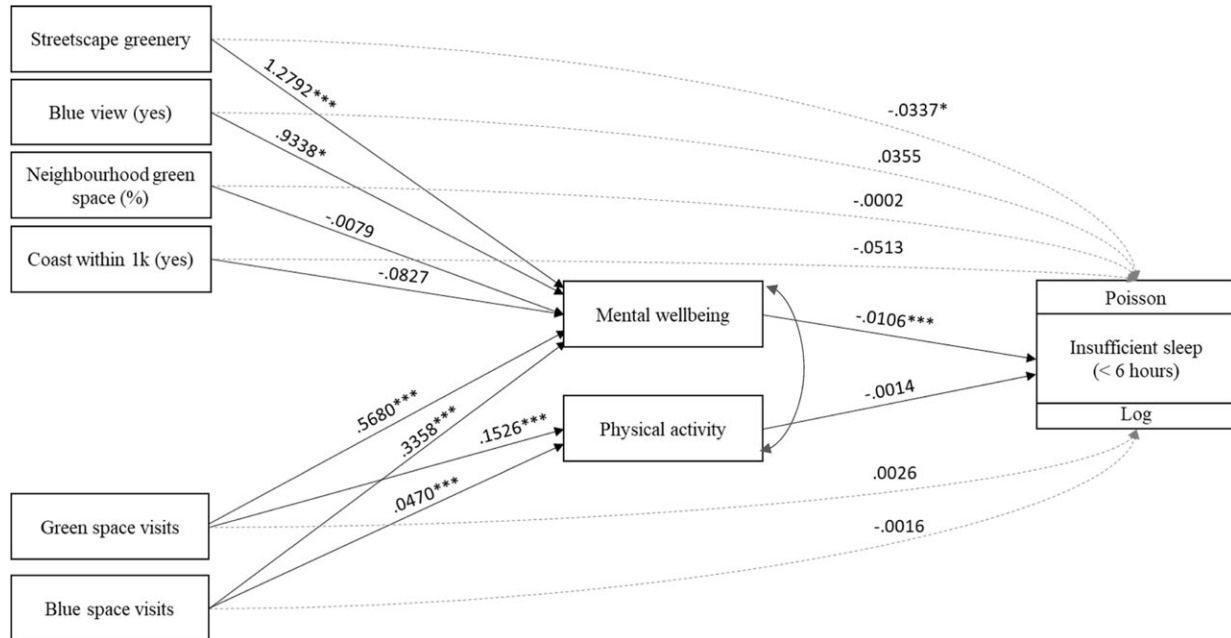 Streetscape greenery
Blue view (yes)
Neighbourhood green
space (%)
Coast within 1k (yes)
1.2792***
.9338*
-.0079
-.0827
-.0337*
.0355
-.0002
-.0513
Mental wellbeing
Physical activity
-.0106***
-.0014
Poisson
Insufficient sleep
(< 6 hours)
Log
.5680***
.3358***
.1526***
.0470***
.0026
-.0016
Green space visits
Blue space visits